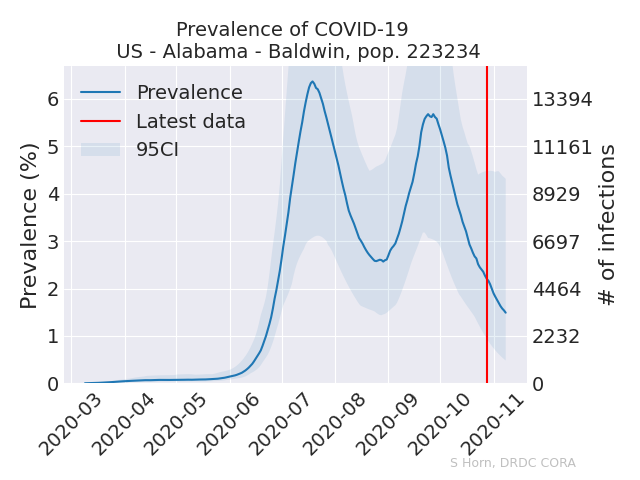 Prevalence of COVID-19
US - Alabama - Baldwin, pop. 223234
Prevalence
Latest data
95CI
Prevalence (%)
6
5
4
3
2
1
0
13394
11161
8929
6697
4464
2232
0
# of infections
2020-03
2020-04
2020-05
2020-06
2020-07
2020-08
2020-09
2020-10
2020-11
S Horn, DRDC CORA